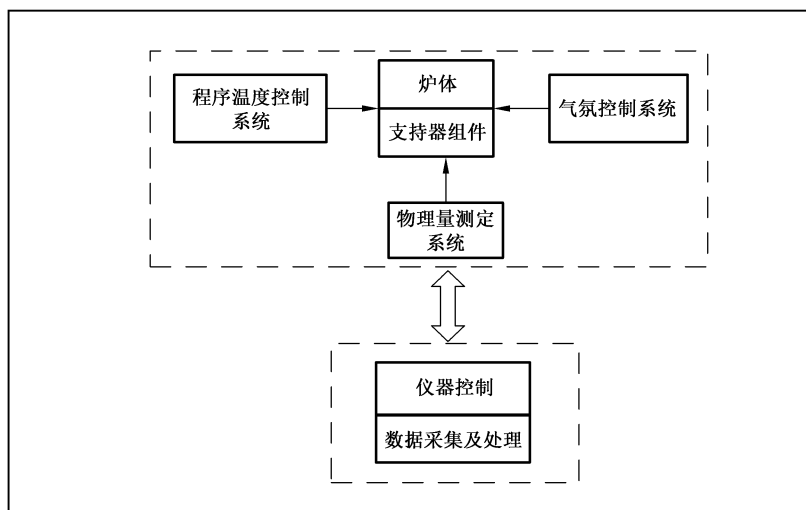 程序温度控制
系统
炉体
支持器组件
气氛控制系统
物理量测定
系统
仪器控制
数据采集及处理